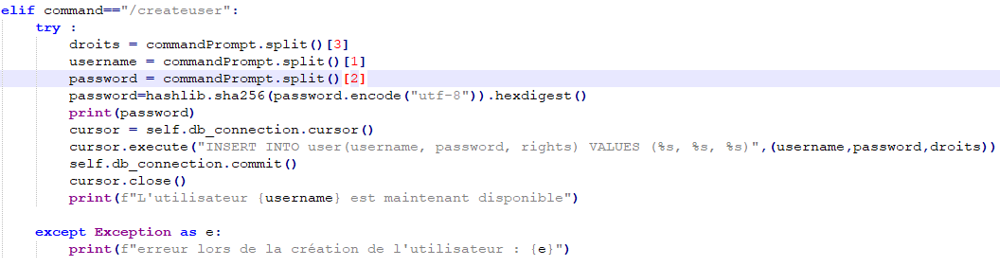 elif command=="/createuser":
    try :
        droits = commandPrompt.split()[3]
        username = commandPrompt.split()[1]
        password = commandPrompt.split()[2]
        password=hashlib.sha256(password.encode("utf-8")).hexdigest()
        print(password)
        cursor = self.db_connection.cursor()
        cursor.execute("INSERT INTO user(username, password, rights) VALUES (%s, %s, %s)",(username,password,droits))
        self.db_connection.commit()
        cursor.close()
        print(f"L'utilisateur {username} est maintenant disponible")

    except Exception as e:
        print(f"erreur lors de la création de l'utilisateur : {e}")